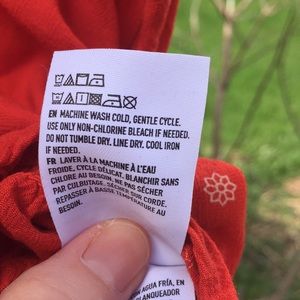 EN MACHINE WASH COLD, GENTLE CYCLE.
USE ONLY NON-CHLORINE BLEACH IF NEEDED.
DO NOT TUMBLE DRY. LINE DRY. COOL IRON
IF NEEDED.
FR LAVER À LA MACHINE À L'EAU
FROIDE, CYCLE DÉLICAT. BLANCHIR SANS
CHLORE AU BESOIN. NE PAS SÉCHER
PAR CULBUTAGE. SÉCHER SUR CORDE.
REPASSER À BASSE TEMPÉRATURE AU
BESOIN.
AGUA FRÍA, EN
BLANQUEADOR